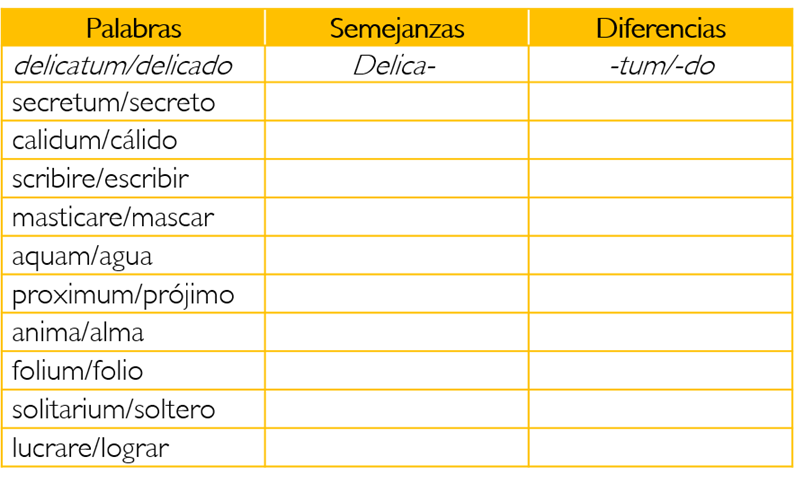 Palabras Semejanzas Diferencias
delicatum/delicado Delica- -tum/-do
secretum/secreto
calidum/cálido
scribire/escribir
masticare/mascar
aquam/agua
proximum/prójimo
anima/alma
folium/folio
solitarium/soltero
lucrare/lograr